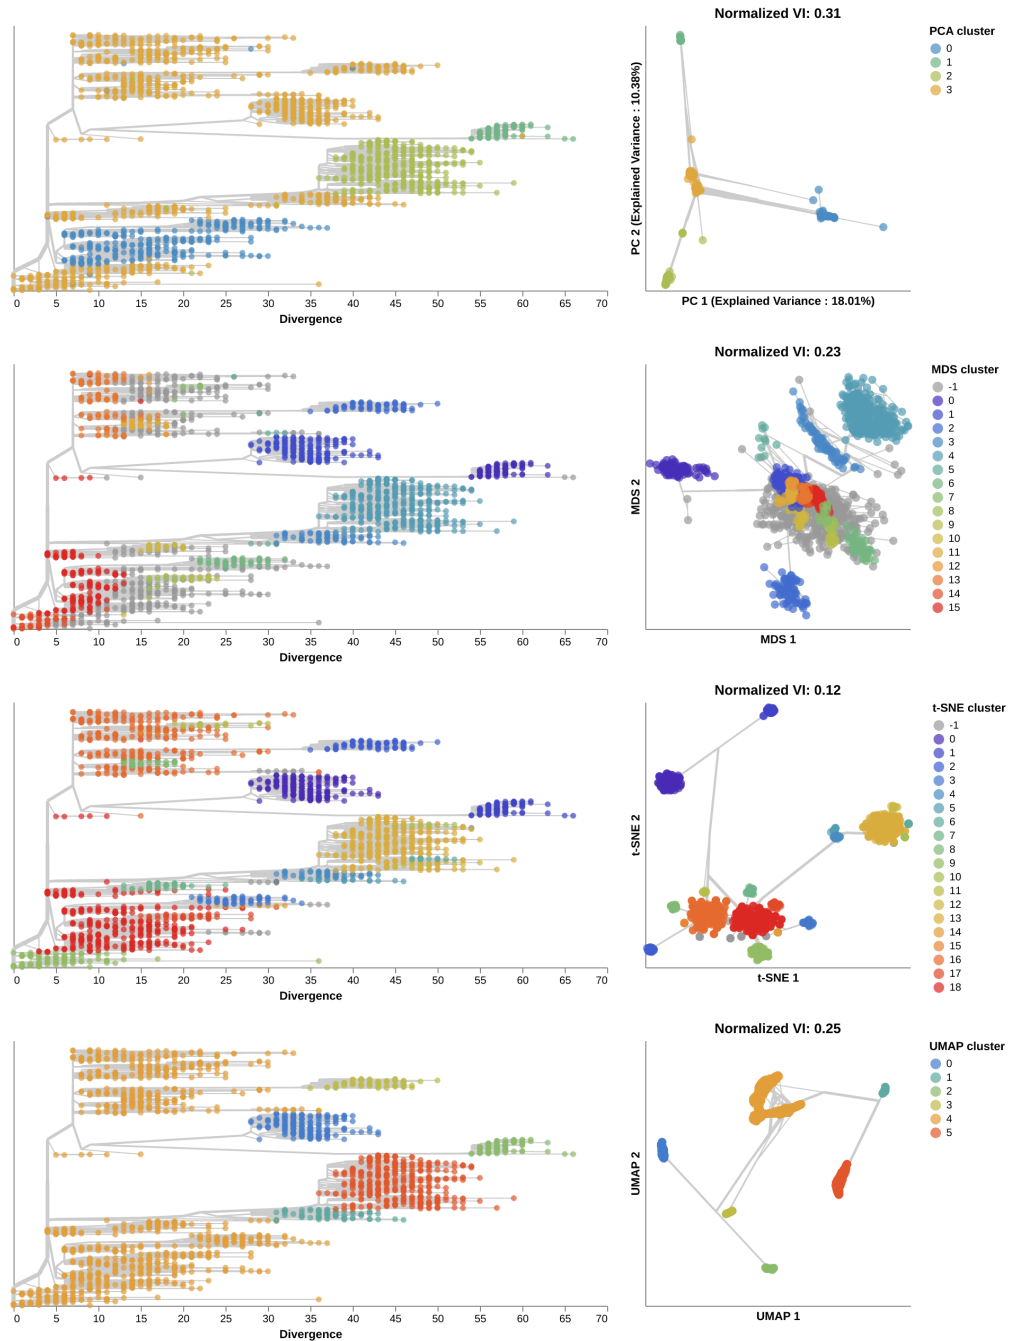 Normalized VI: 0.31
PCA cluster
0
1
2
3
PC 2 (Explained Variance : 10.38%)
0 5 10 15 20 25 30 35 40 45 50 55 60 65 70
Divergence
PC 1 (Explained Variance : 18.01%)
Normalized VI: 0.23
MDS cluster
-1
0
1
2
3
4
5
6
7
8
9
10
11
12
13
14
15
MDS 2
0 5 10 15 20 25 30 35 40 45 50 55 60 65 70
Divergence
MDS 1
Normalized VI: 0.12
t-SNE cluster
-1
0
1
2
3
4
5
6
7
8
9
10
11
12
13
14
15
16
17
18
t-SNE 2
0 5 10 15 20 25 30 35 40 45 50 55 60 65 70
Divergence
t-SNE 1
Normalized VI: 0.25
UMAP cluster
0
1
2
3
4
5
UMAP 2
0 5 10 15 20 25 30 35 40 45 50 55 60 65 70
Divergence
UMAP 1